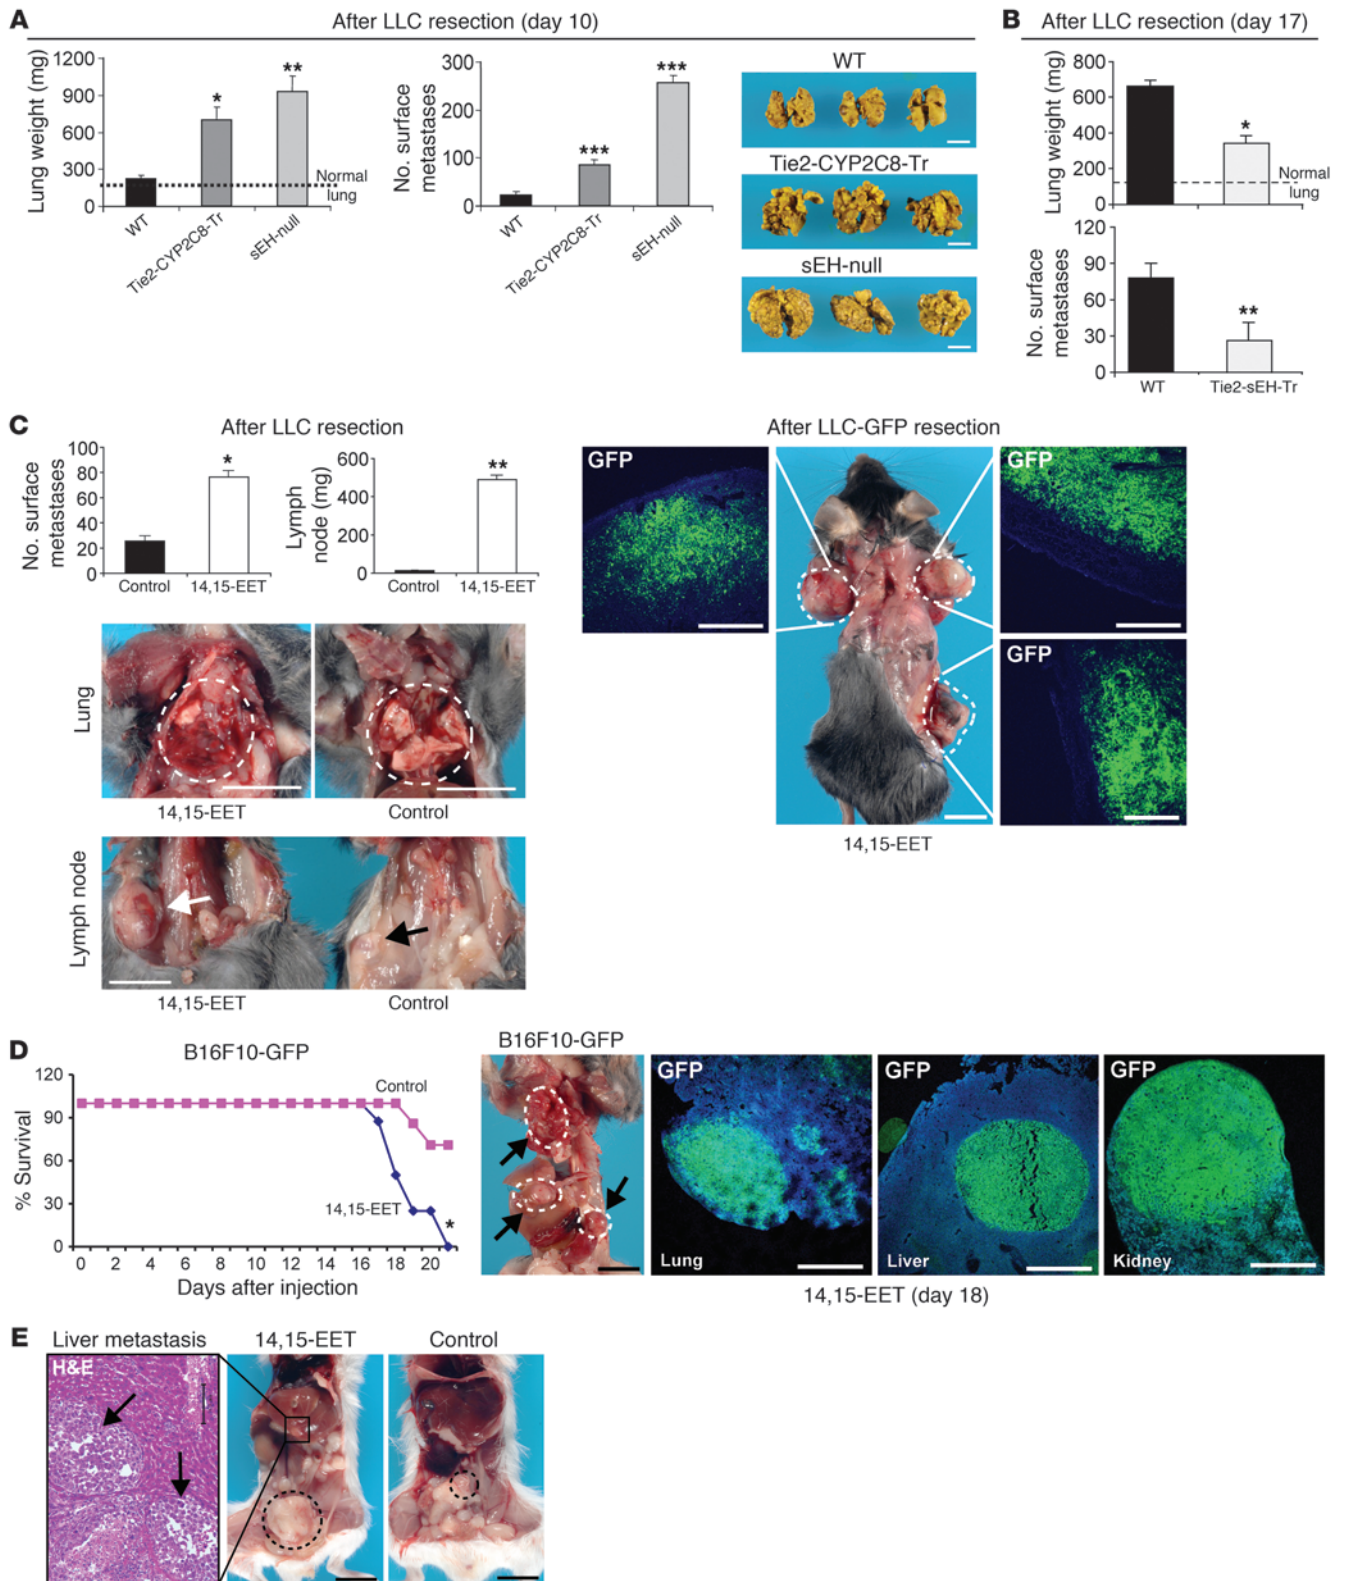 A
After LLC resection (day 10)
Lung weight (mg)
1200
900
600
300
0
*
**
Normal
lung
WT
Tie2-CYP2C8-Tr
sEH-null
No. surface
metastases
300
200
100
0
***
***
WT
Tie2-CYP2C8-Tr
sEH-null
WT
Tie2-CYP2C8-Tr
sEH-null
B
After LLC resection (day 17)
Lung weight (mg)
800
600
400
200
0
*
Normal
lung
No. surface
metastases
120
90
60
30
0
**
WT
Tie2-sEH-Tr
C
After LLC resection
No. surface
metastases
100
80
60
40
20
0
*
Control
14,15-EET
Lymph
node (mg)
600
400
200
0
**
Control
14,15-EET
Lung
14,15-EET
Control
Lymph node
14,15-EET
Control
After LLC-GFP resection
GFP
GFP
GFP
14,15-EET
D
B16F10-GFP
% Survival
120
90
60
30
0
Control
14,15-EET
*
0 2 4 6 8 10 12 14 16 18 20
Days after injection
B16F10-GFP
GFP
Lung
GFP
Liver
GFP
Kidney
14,15-EET (day 18)
E
Liver metastasis
H&E
14,15-EET
Control